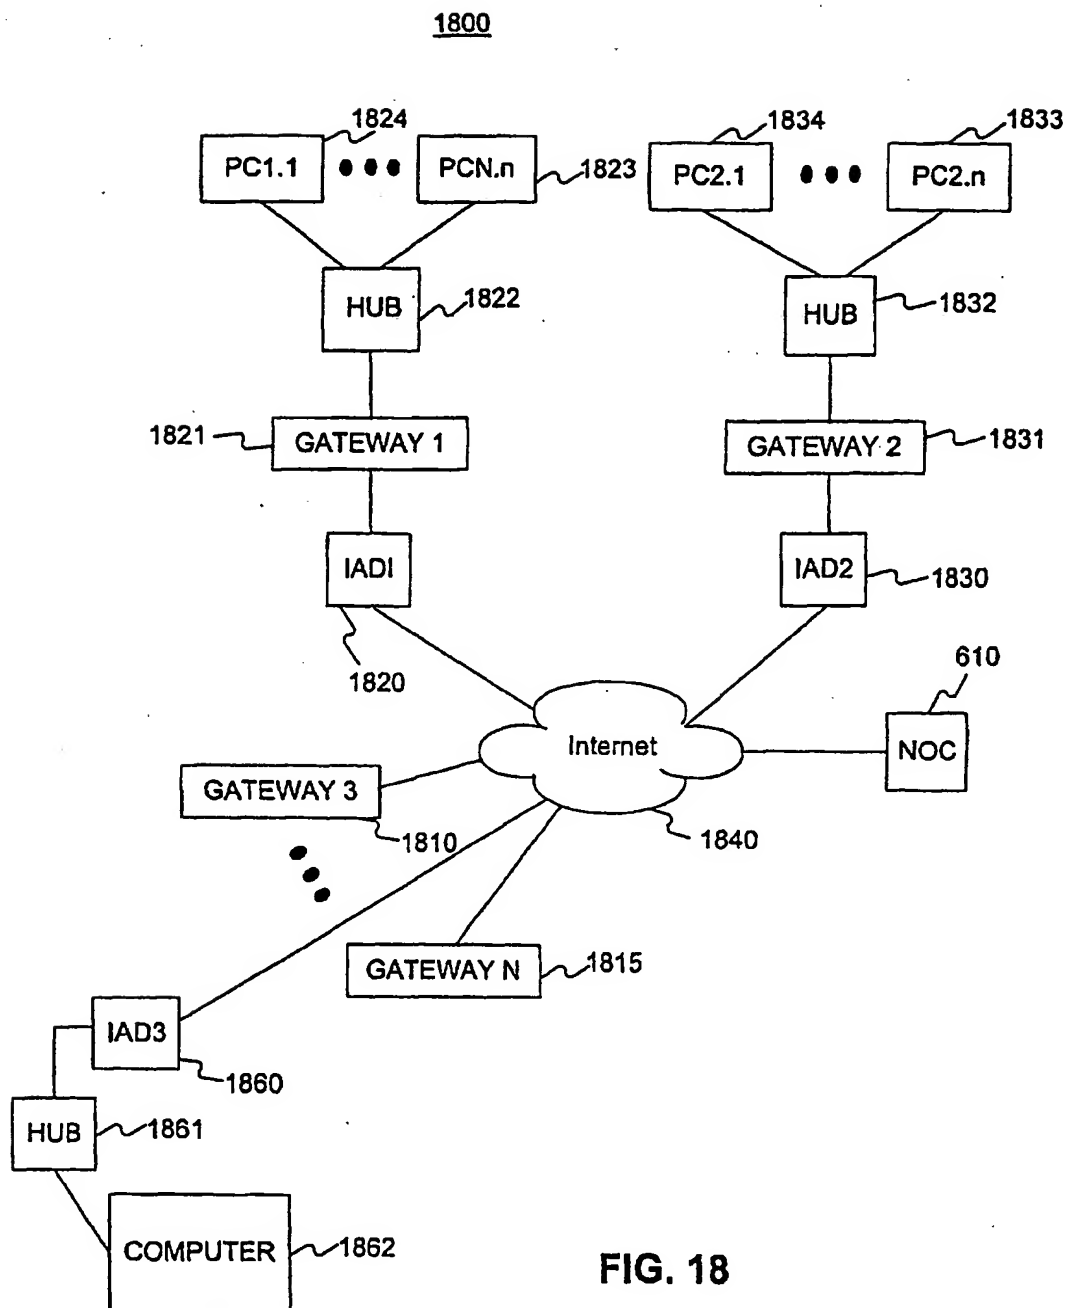 1800
1824
1834
1833
PC1.1
PCN.n
1823
PC2.1
PC2.n
HUB
1822
HUB
1832
1821
GATEWAY 1
GATEWAY 2
1831
IADI
IAD2
1830
1820
610
Internet
NOC
GATEWAY 3
1810
1840
GATEWAY N
1815
IAD3
1860
HUB
1861
COMPUTER
1862
FIG. 18